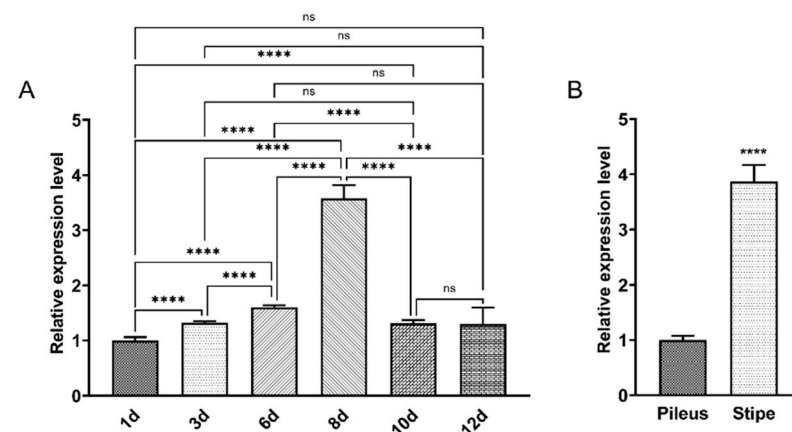 ns
ns
****
ns
A
ns
B
****
****
****
****
****
****
****
****
****
ns
****
Relative expression level
5
4
3
2
1
0
1d
3d
6d
8d
10d
12d
Relative expression level
5
4
3
2
1
0
Pileus
Stipe